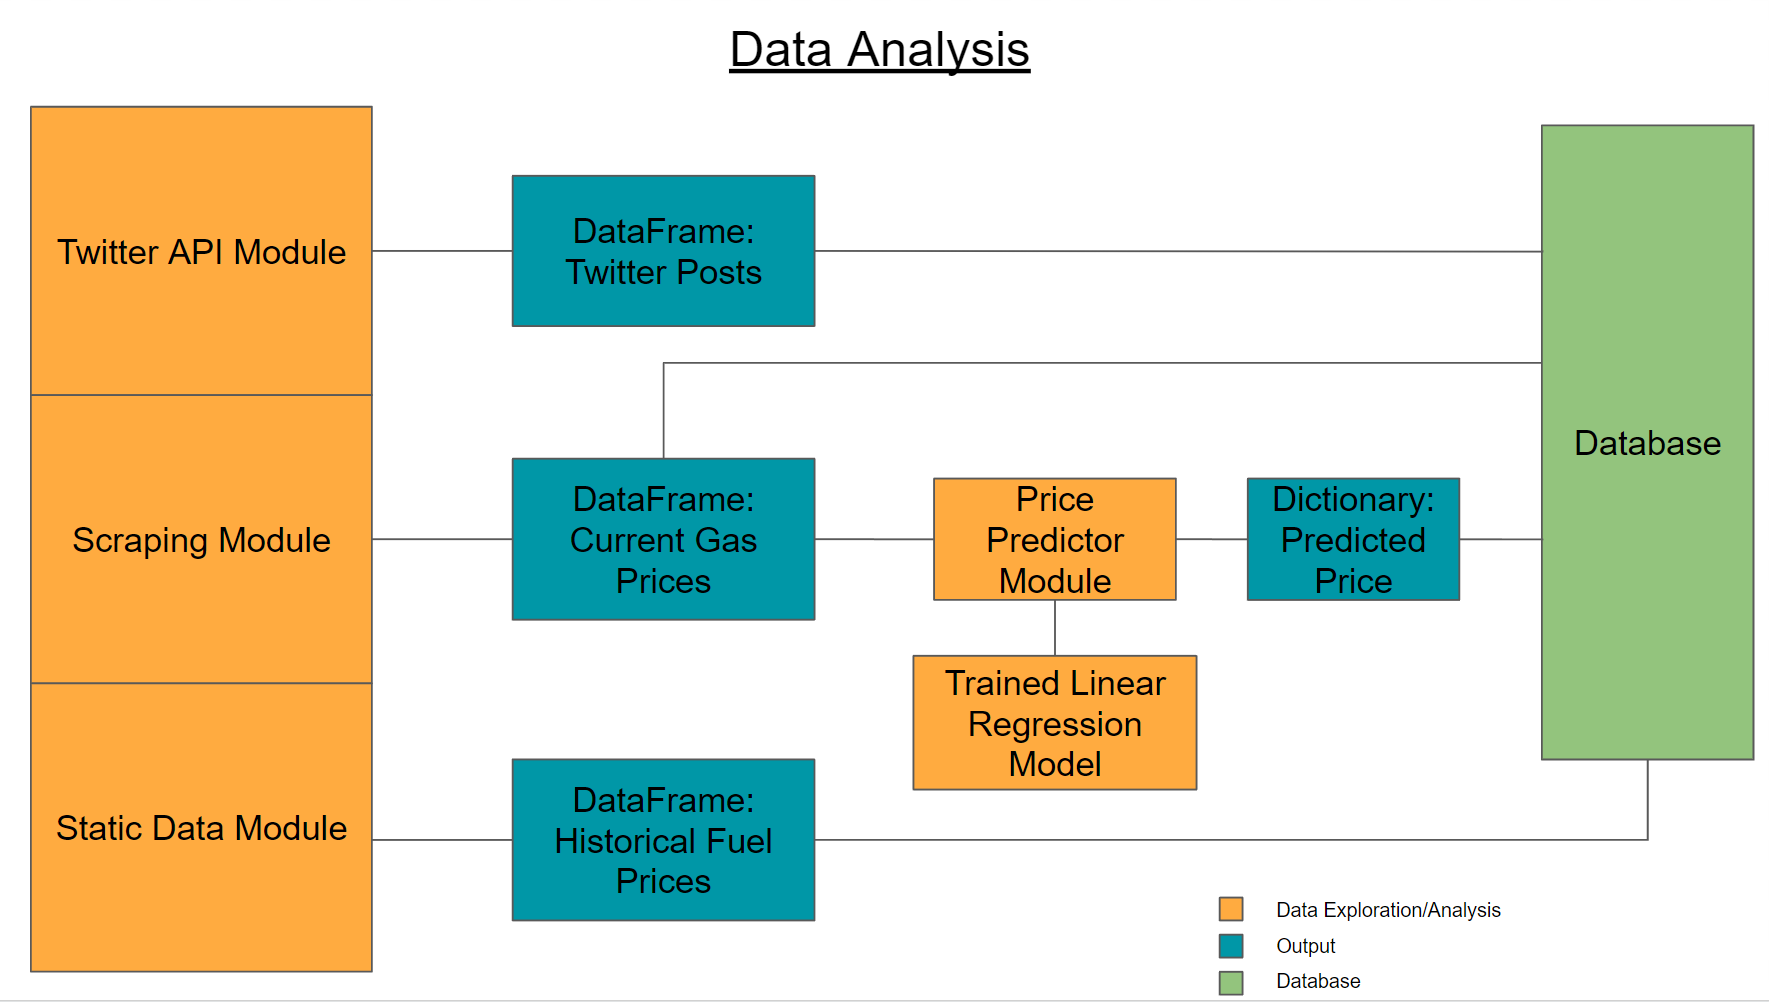 Data Analysis
Twitter API Module
DataFrame:
Twitter Posts
Database
Scraping Module
DataFrame:
Current Gas
Prices
Price
Predictor
Module
Dictionary:
Predicted
Price
Trained Linear
Regression
Model
Static Data Module
DataFrame:
Historical Fuel
Prices
Data Exploration/Analysis
Output
Database